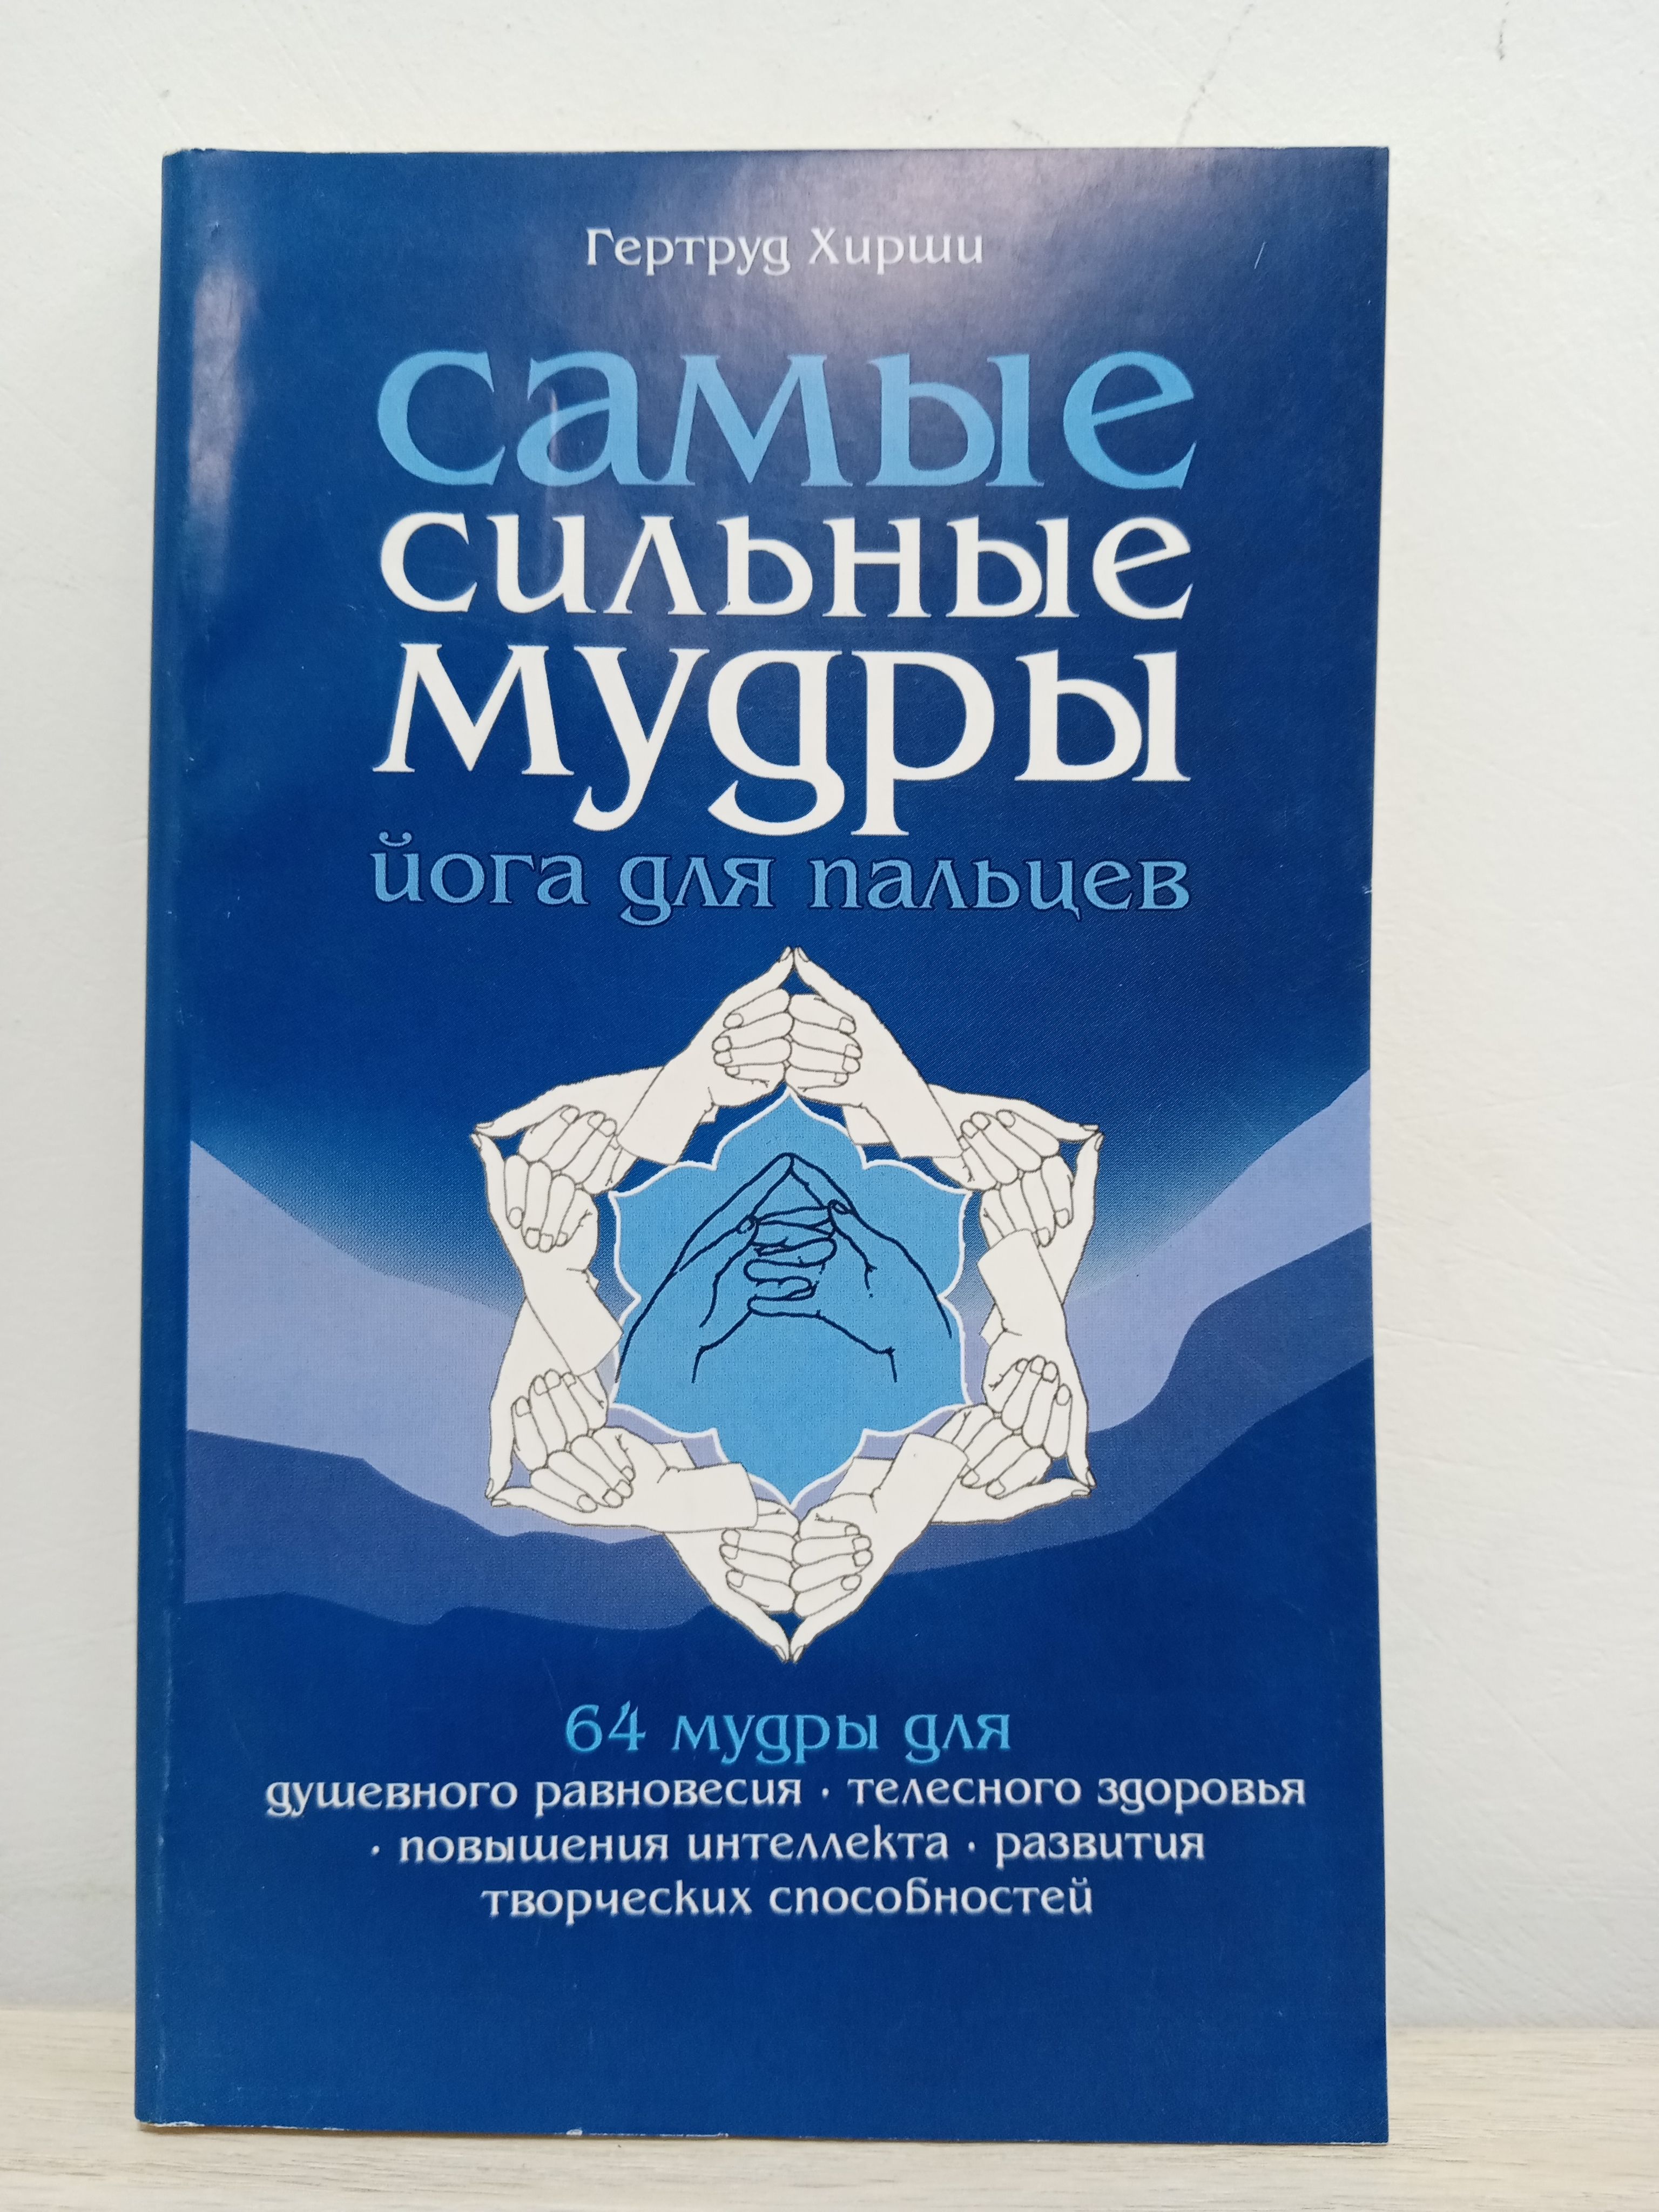 Гертруд Хирши
самые
сильные
мудры
йога для пальцев
64 мудры для
душевного равновесия · телесного здоровья
· повышения интеллекта · развития
творческих способностей